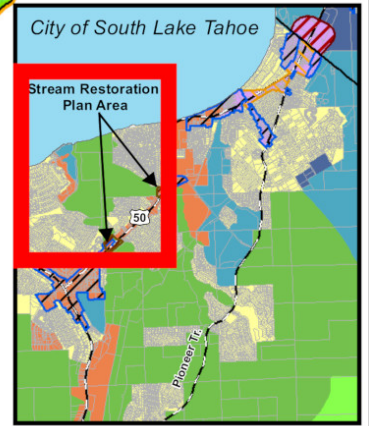 City of South Lake Tahoe
Stream Restoration
Plan Area
50
Pioneer Tr.